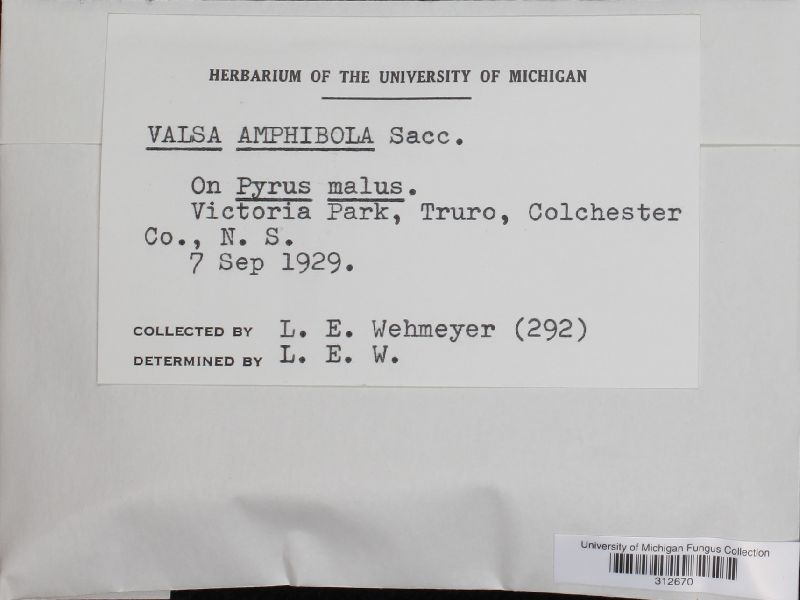 HERBARIUM OF THE UNIVERSITY OF MICHIGAN
VALSA AMPHIBOLA Sacc.
On Pyrus malus.
Victoria Park, Truro, Colchester
Co., N. S.
7 Sep 1929.
COLLECTED BY L. E. Wehmeyer (292)
DETERMINED BY L. E. W.
University of Michigan Fungus Collection
312670